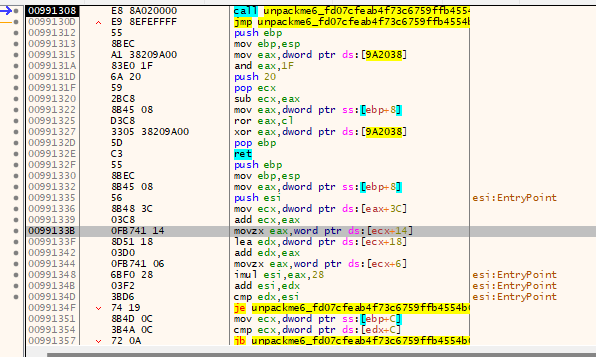 00991308 E8 8A020000 call unpackme6_fd07cfeab4f73c6759ffb4554
0099130D E9 8EFEFFFF jmp unpackme6_fd07cfeab4f73c6759ffb4554b
00991312 55 push ebp
00991313 8BEC mov ebp,esp
00991315 A1 38209A00 mov eax,dword ptr ds:[9A2038]
0099131A 83E0 1F and eax,1F
0099131D 6A 20 push 20
0099131F 59 pop ecx
00991320 2BC8 sub ecx,eax
00991322 8B45 08 mov eax,dword ptr ss:[ebp+8]
00991325 D3C8 ror eax,cl
00991327 3305 38209A00 xor eax,dword ptr ds:[9A2038]
0099132D 5D pop ebp
0099132E C3 ret
0099132F 55 push ebp
00991330 8BEC mov ebp,esp
00991332 8B45 08 mov eax,dword ptr ss:[ebp+8]
00991335 56 push esi esi:EntryPoint
00991336 8B48 3C mov ecx,dword ptr ds:[eax+3C]
00991339 03C8 add ecx,eax
0099133B 0FB741 14 movzx eax,word ptr ds:[ecx+14]
0099133F 8D51 18 lea edx,dword ptr ds:[ecx+18]
00991342 03D0 add edx,eax
00991344 0FB741 06 movzx eax,word ptr ds:[ecx+6]
00991348 6BF0 28 imul esi,eax,28 esi:EntryPoint
0099134B 03F2 add esi,edx esi:EntryPoint
0099134D 3BD6 cmp edx,esi esi:EntryPoint
0099134F 74 19 je unpackme6_fd07cfeab4f73c6759ffb4554b
00991351 8B4D 0C mov ecx,dword ptr ss:[ebp+C]
00991354 3B4A 0C cmp ecx,dword ptr ds:[edx+C]
00991357 72 0A jb unpackme6_fd07cfeab4f73c6759ffb4554b